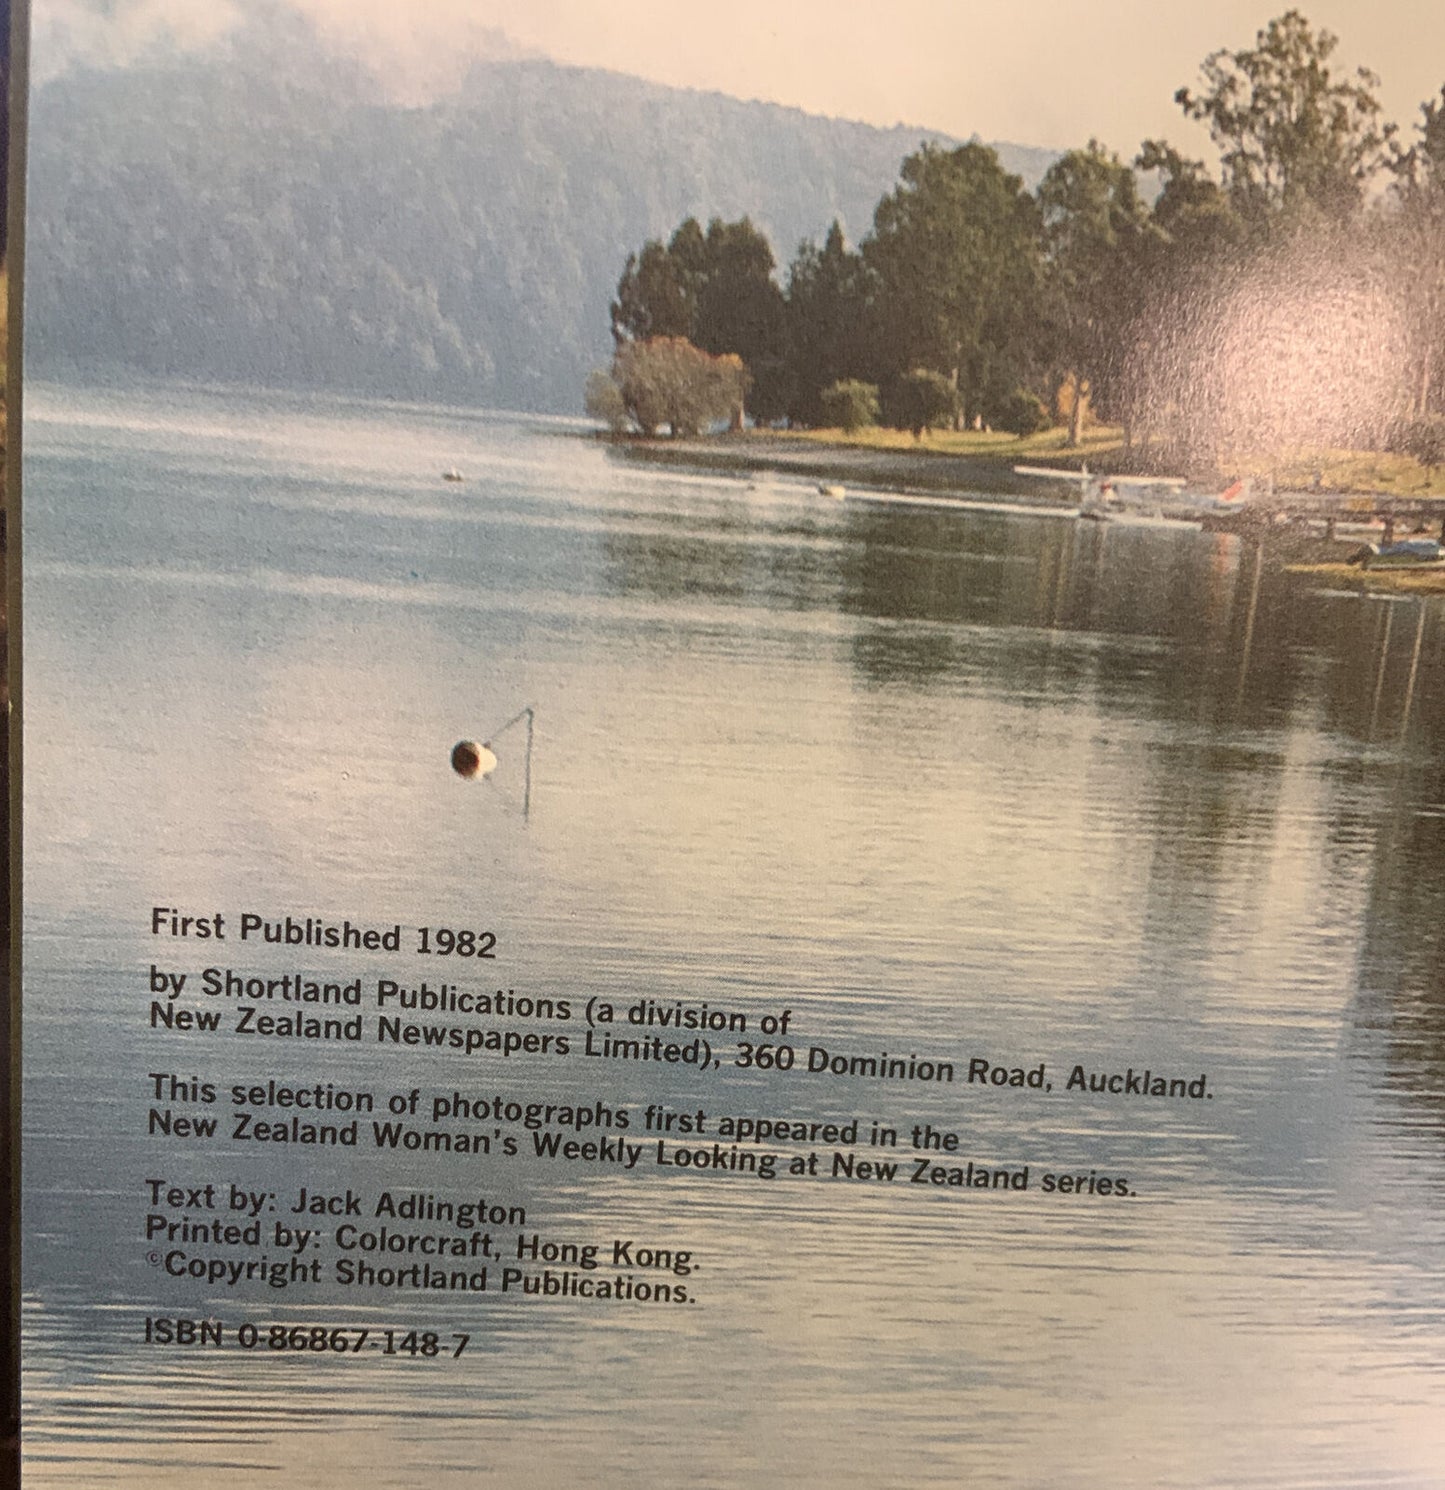 First Published 1982
by Shortland Publications (a division of
New Zealand Newspapers Limited), 360 Dominion Road, Auckland.
This selection of photographs first appeared in the
New Zealand Woman's Weekly Looking at New Zealand series.
Text by: Jack Adlington
Printed by: Colorcraft, Hong Kong.
©Copyright Shortland Publications.
ISBN 0-86867-148-7